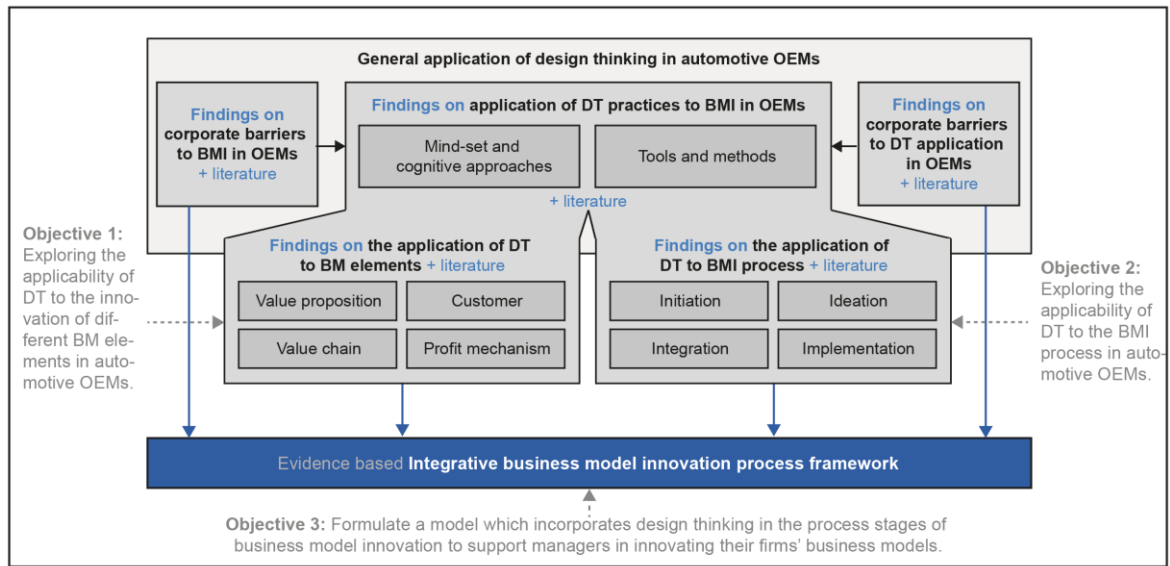 General application of design thinking in automotive OEMs
Findings on
corporate barriers
to BMI in OEMs
+ literature
Findings on application of DT practices to BMI in OEMs
Mind-set and
cognitive approaches
Tools and methods
+ literature
Findings on
corporate barriers
to DT application
in OEMs
+ literature
Objective 1:
Exploring the
applicability of
DT to the inno-
vation of dif-
ferent BM ele-
ments in auto-
motive OEMs.
Findings on the application of DT
to BM elements + literature
Value proposition
Customer
Value chain
Profit mechanism
Findings on the application of
DT to BMI process + literature
Initiation
Ideation
Integration
Implementation
Objective 2:
Exploring the
applicability of
DT to the BMI
process in auto-
motive OEMs.
Evidence based Integrative business model innovation process framework
Objective 3: Formulate a model which incorporates design thinking in the process stages of
business model innovation to support managers in innovating their firms' business models.